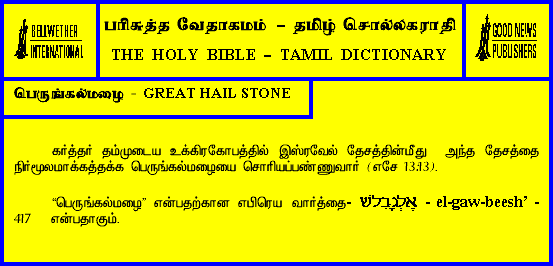 BELLWETHER
INTERNATIONAL
பரிசுத்த வேதாகமம் – தமிழ் சொல்லகராதி
THE HOLY BIBLE – TAMIL DICTIONARY
GOOD NEWS
PUBLISHERS
பெருங்கல்மழை - GREAT HAIL STONE
கர்த்தர் தம்முடைய உக்கிரகோபத்தில் இஸ்ரவேல் தேசத்தின்மீது அந்த தேசத்தை
நிர்மூலமாக்கத்தக்க பெருங்கல்மழையை சொரியப்பண்ணுவார் (எசே 13:13).
“பெருங்கல்மழை” என்பதற்கான எபிரெய வார்த்தை- אֶלְגָּבִישׁ - el-gaw-beesh’ -
417 என்பதாகும்.